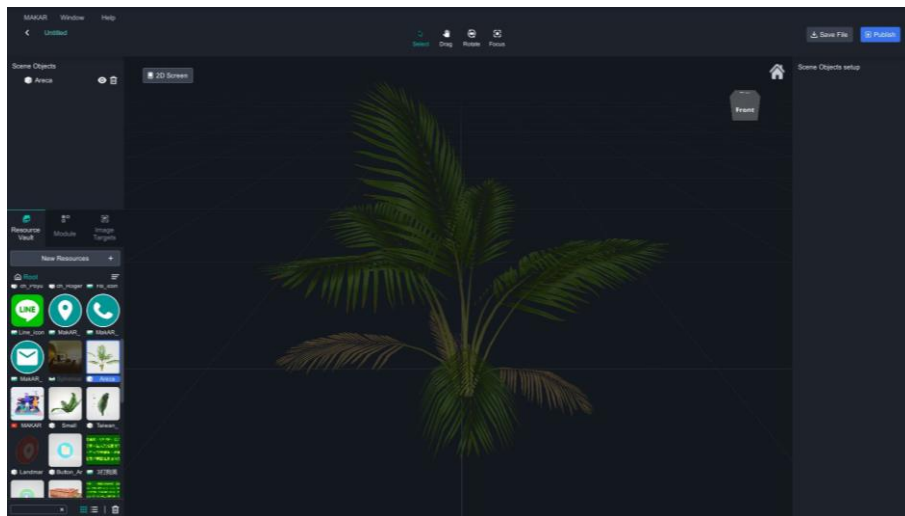 MAKAR Window Help
Untitled
Select Drag Rotate Focus
Save File
Publish
Scene Objects
Areca
2D Screen
Front
Scene Objects setup
Resource Vault
Module
Image Targets
New Resources +
Root
LINE
Line_icon MakAR_ MakAR_
MakAR_ Spherical Areca
MAKAR Small Taiwan_
Landmar Button_Ar